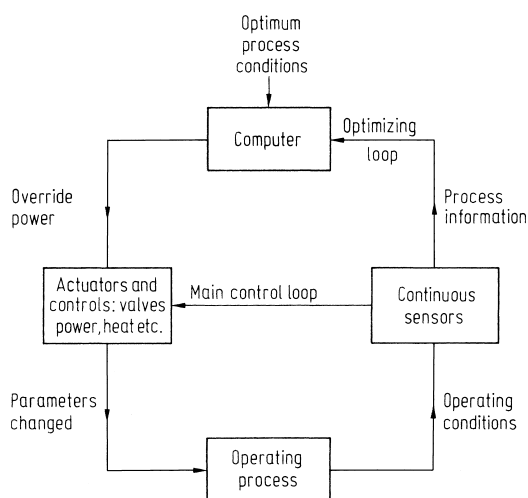 Optimum
process
conditions
Computer
Optimizing
loop
Override
power
Process
information
Actuators and
controls: valves
power, heat etc.
Main control loop
Continuous
sensors
Parameters
changed
Operating
conditions
Operating
process